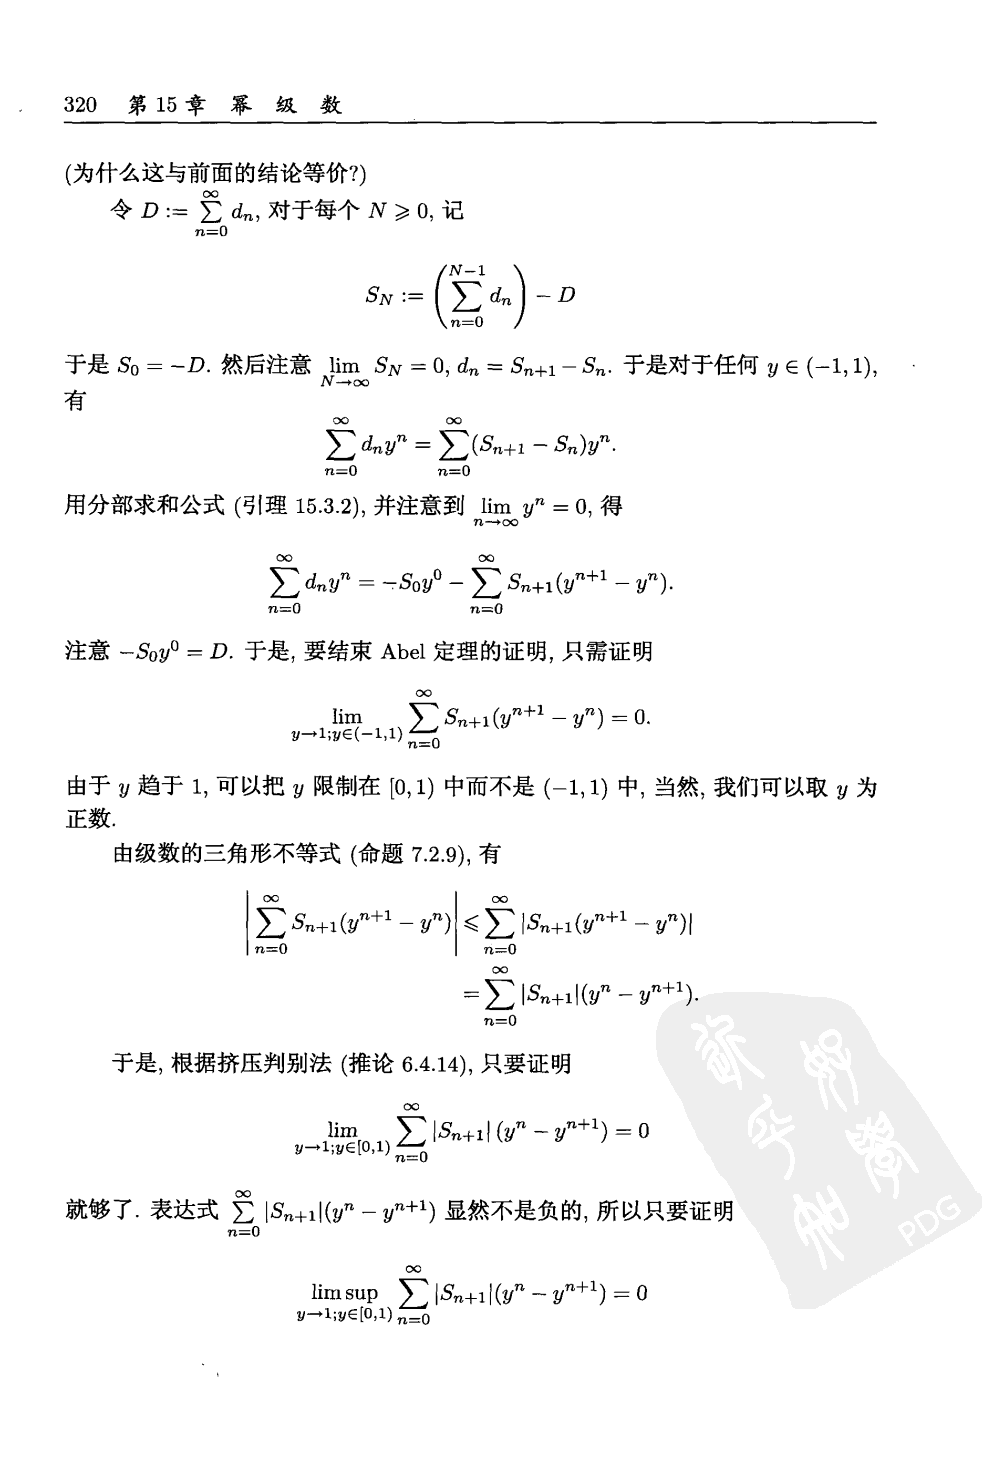 320 第 15 章 幂 级 数
(为什么这与前面的结论等价?)
令 $D := \sum_{n=0}^{\infty} d_n$, 对于每个 $N \geqslant 0$, 记
$S_N := \left( \sum_{n=0}^{N-1} d_n \right) - D$
于是 $S_0 = -D$. 然后注意 $\lim_{N \to \infty} S_N = 0$, $d_n = S_{n+1} - S_n$. 于是对于任何 $y \in (-1, 1)$,
有
$\sum_{n=0}^{\infty} d_n y^n = \sum_{n=0}^{\infty} (S_{n+1} - S_n) y^n.$
用分部求和公式 (引理 15.3.2), 并注意到 $\lim_{n \to \infty} y^n = 0$, 得
$\sum_{n=0}^{\infty} d_n y^n = -S_0 y^0 - \sum_{n=0}^{\infty} S_{n+1} (y^{n+1} - y^n).$
注意 $-S_0 y^0 = D$. 于是, 要结束 Abel 定理的证明, 只需证明
$\lim_{y \to 1; y \in (-1,1)} \sum_{n=0}^{\infty} S_{n+1} (y^{n+1} - y^n) = 0.$
由于 $y$ 趋于 1, 可以把 $y$ 限制在 $[0, 1)$ 中而不是 $(-1, 1)$ 中, 当然, 我们可以取 $y$ 为
正数.
由级数的三角形不等式 (命题 7.2.9), 有
$\left| \sum_{n=0}^{\infty} S_{n+1} (y^{n+1} - y^n) \right| \leqslant \sum_{n=0}^{\infty} |S_{n+1} (y^{n+1} - y^n)|$
$= \sum_{n=0}^{\infty} |S_{n+1}| (y^n - y^{n+1}).$
于是, 根据挤压判别法 (推论 6.4.14), 只要证明
$\lim_{y \to 1; y \in [0,1)} \sum_{n=0}^{\infty} |S_{n+1}| (y^n - y^{n+1}) = 0$
就够了. 表达式 $\sum_{n=0}^{\infty} |S_{n+1}| (y^n - y^{n+1})$ 显然不是负的, 所以只要证明
$\limsup_{y \to 1; y \in [0,1)} \sum_{n=0}^{\infty} |S_{n+1}| (y^n - y^{n+1}) = 0$
PDG